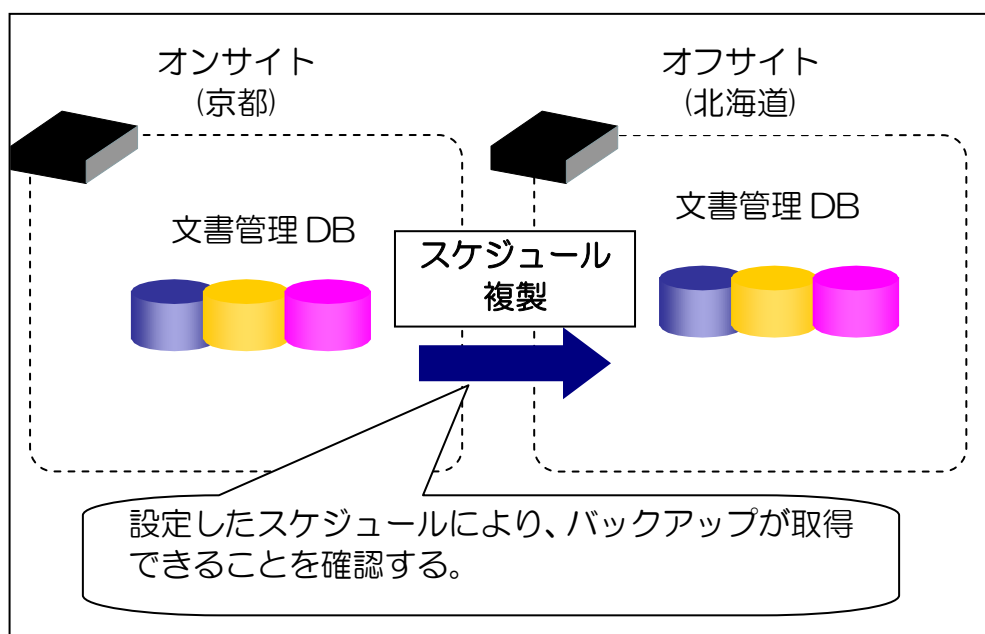 オンサイト
(京都)
オフサイト
(北海道)
文書管理 DB
文書管理 DB
スケジュール
複製
設定したスケジュールにより、バックアップが取得
できることを確認する。